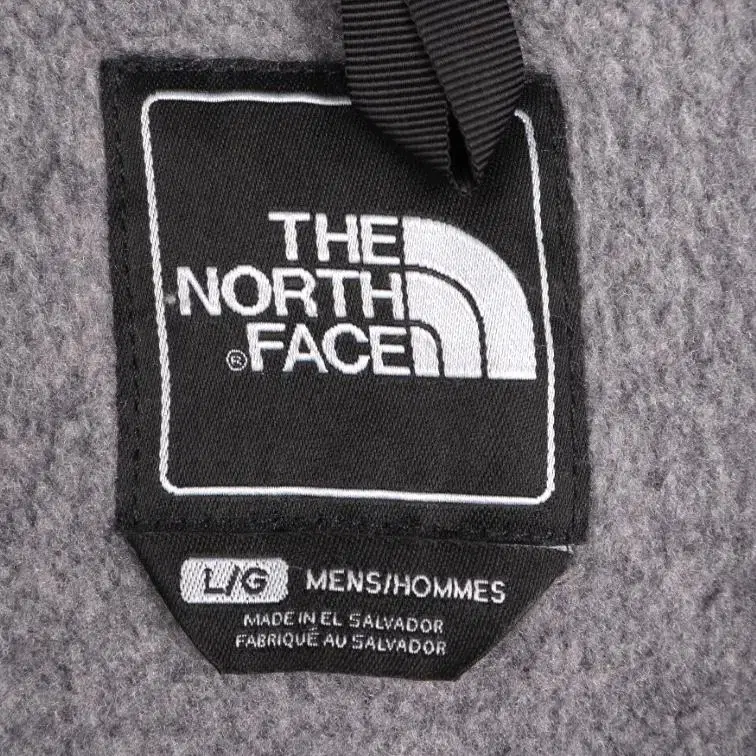 THE
NORTH
® FACE
L/G MENS/HOMMES
MADE IN EL SALVADOR
FABRIQUÉ AU SALVADOR